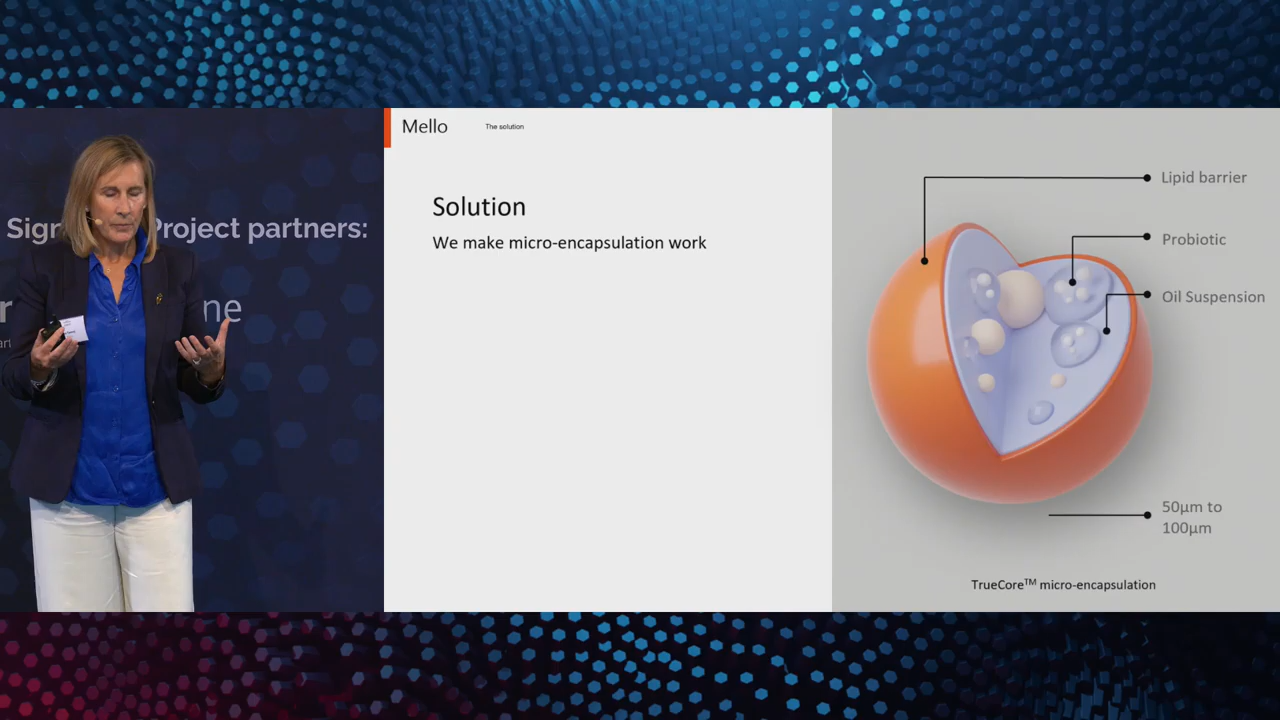 Project partners:
ne
Mello
The solution
Solution
We make micro-encapsulation work
Lipid barrier
Probiotic
Oil Suspension
50µm to
100µm
TrueCore™ micro-encapsulation